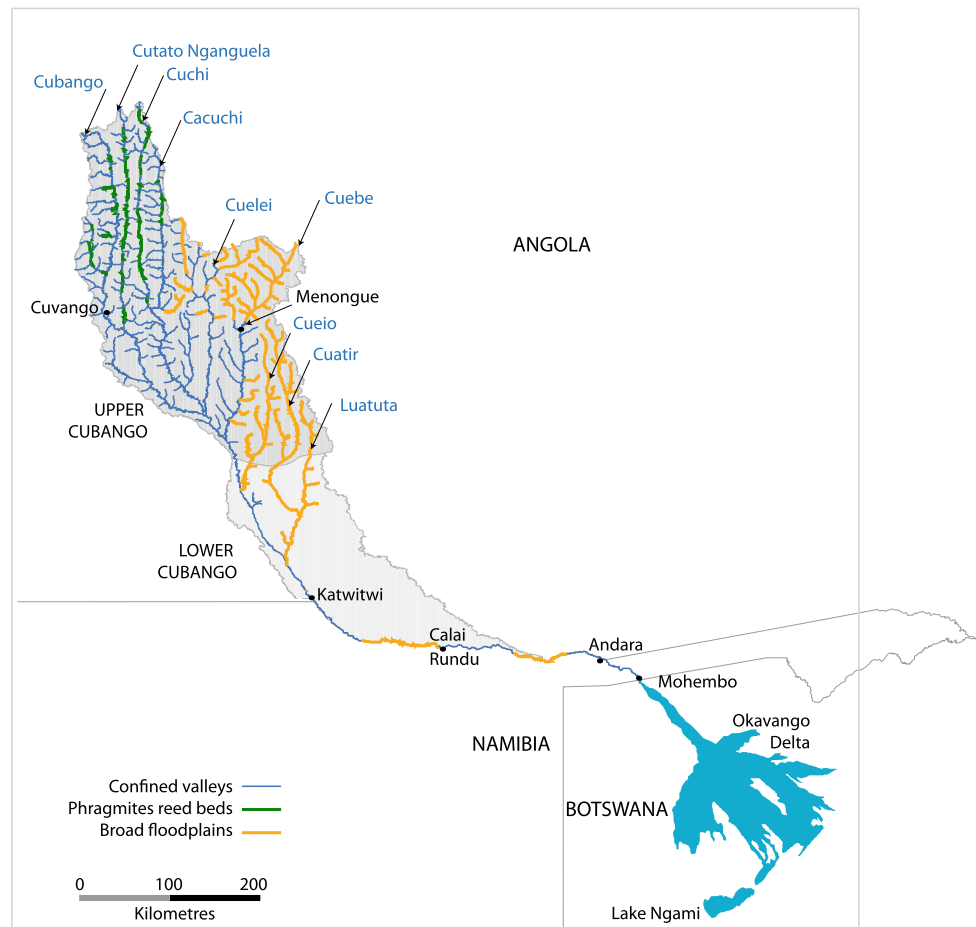 Cutato Nganguela
Cuchi
Cubango
Cacuchi
Cuelei
Cuebe
ANGOLA
Menongue
Cuvango
Cueio
Cuatir
Luatuta
UPPER
CUBANGO
LOWER
CUBANGO
Katwitwi
Calai
Rundu
Andara
Mohembo
Okavango
Delta
NAMIBIA
BOTSWANA
Confined valleys
Phragmites reed beds
Broad floodplains
0 100 200
Kilometres
Lake Ngami